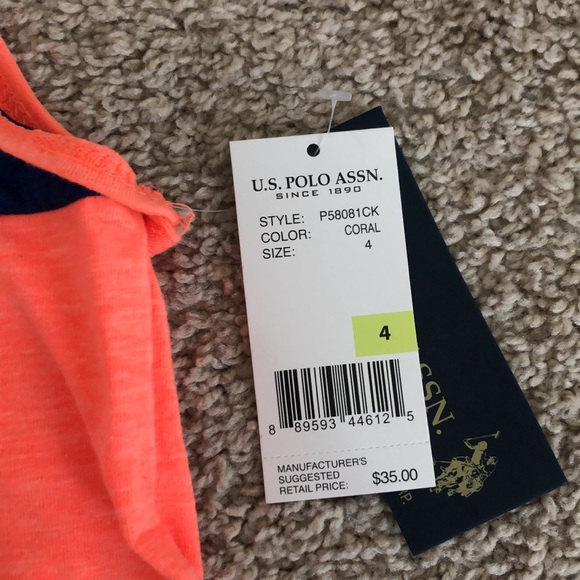 U.S. POLO ASSN.
SINCE 1890
STYLE: P58081CK
COLOR: CORAL
SIZE: 4
4
8 89593 44612 5
MANUFACTURER'S
SUGGESTED
RETAIL PRICE: $35.00
SSN.